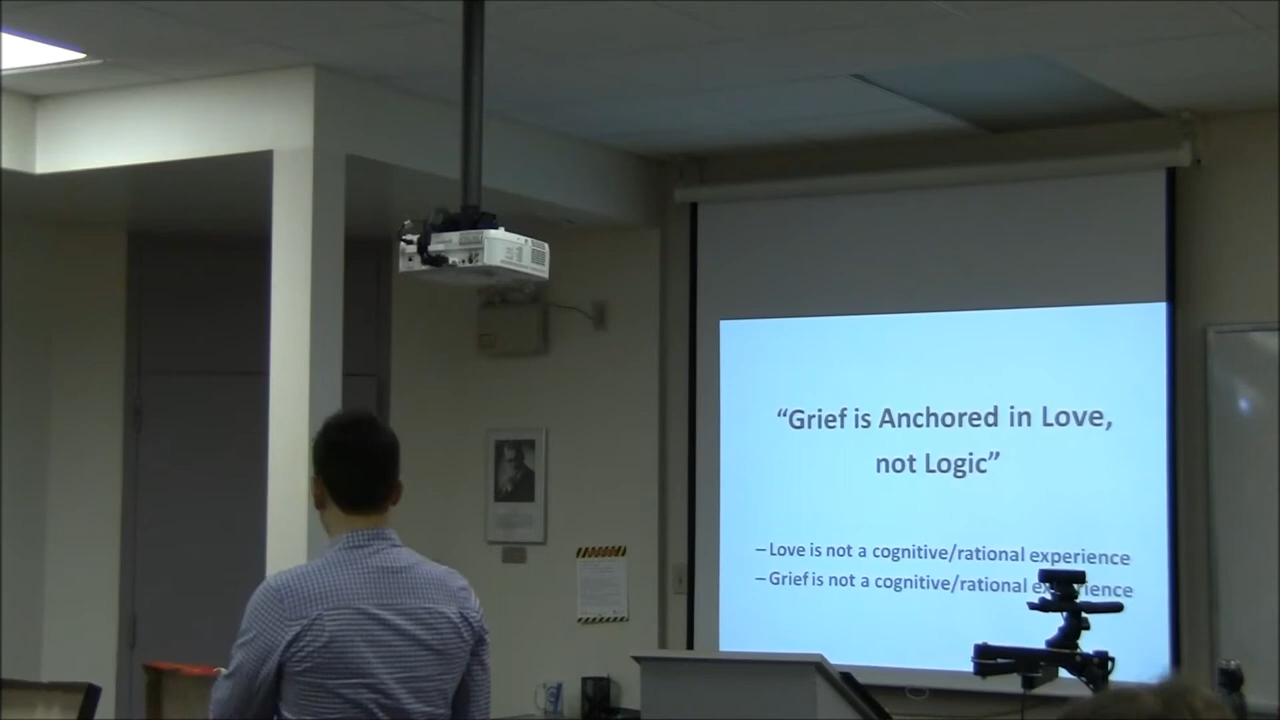 “Grief is Anchored in Love,
not Logic”
–Love is not a cognitive/rational experience
–Grief is not a cognitive/rational experience